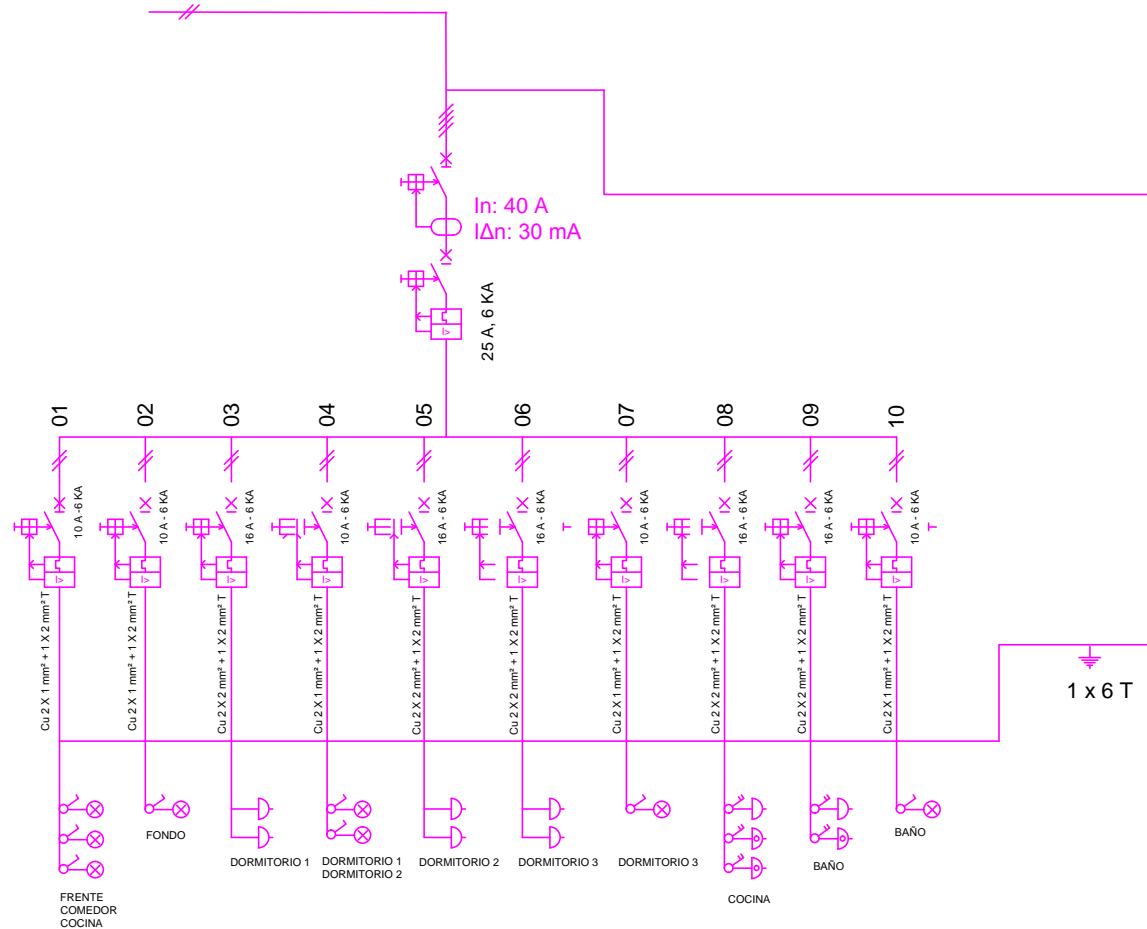 In: 40 A
IΔn: 30 mA
25 A, 6 KA
01
02
03
04
05
06
07
08
09
10
10 A -6 KA
10 A - 6 KA
16 A - 6 KA
10 A - 6 KA
16 A - 6 KA
16 A - 6 KA
10 A - 6 KA
16 A - 6 KA
16 A - 6 KA
10 A - 6 KA
I>
I>
I>
I>
I>
I>
I>
I>
I>
I>
I>
Cu 2 X 1 mm² + 1 X 2 mm² T
Cu 2 X 1 mm² + 1 X 2 mm² T
Cu 2 X 2 mm² + 1 X 2 mm² T
Cu 2 X 1 mm² + 1 X 2 mm² T
Cu 2 X 2 mm² + 1 X 2 mm² T
Cu 2 X 2 mm² + 1 X 2 mm² T
Cu 2 X 1 mm² + 1 X 2 mm² T
Cu 2 X 2 mm² + 1 X 2 mm² T
Cu 2 X 2 mm² + 1 X 2 mm² T
Cu 2 X 1 mm² + 1 X 2 mm² T
1 x 6 T
FRENTE
COMEDOR
COCINA
FONDO
DORMITORIO 1
DORMITORIO 1
DORMITORIO 2
DORMITORIO 2
DORMITORIO 3
DORMITORIO 3
COCINA
BAÑO
BAÑO